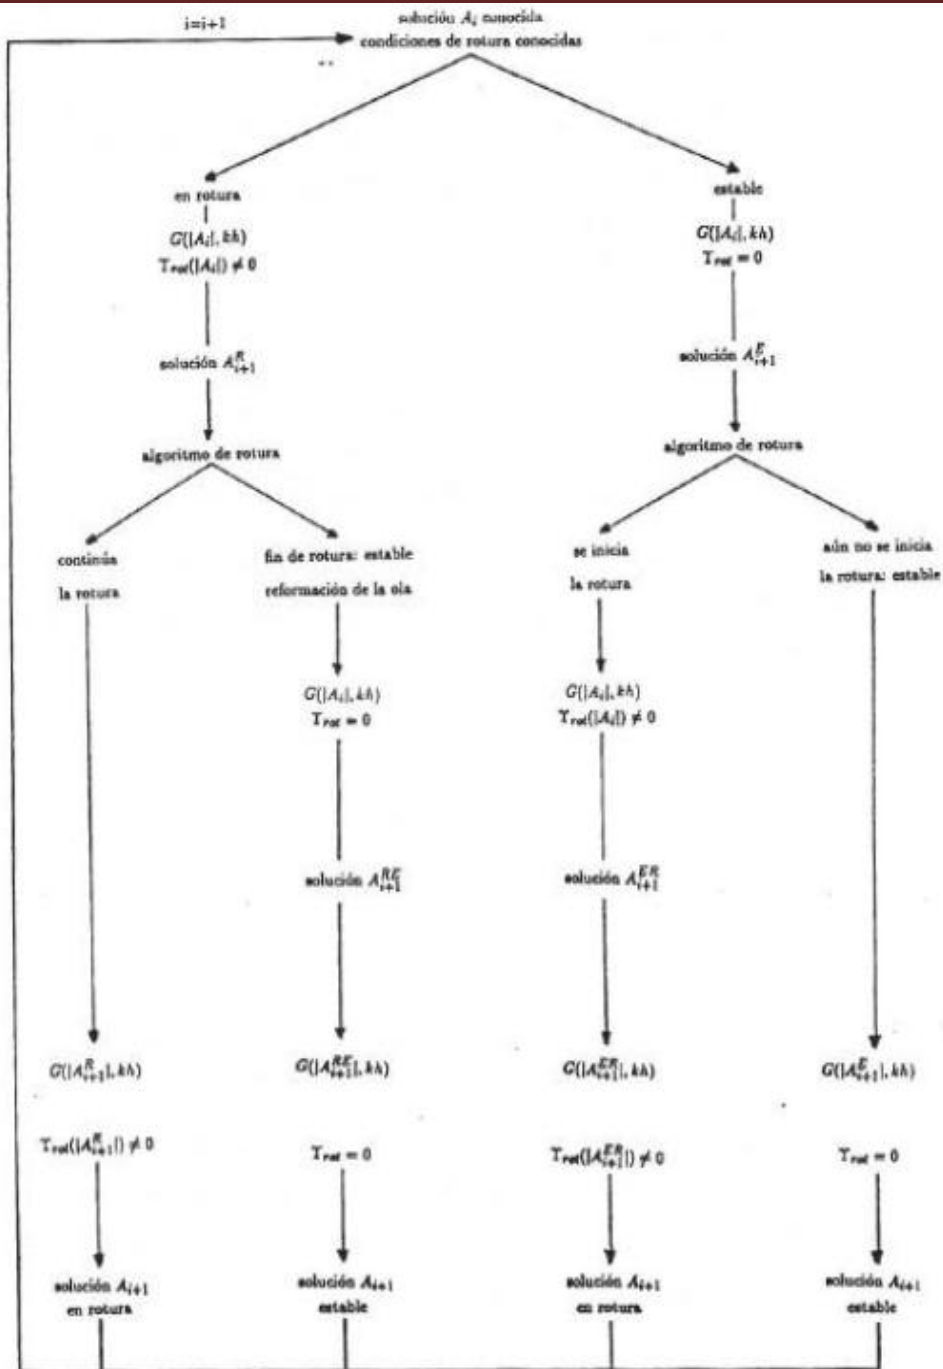 i=i+1
solución A_i conocida
condiciones de rotura conocidas
en rotura
estable
G(|A_i|, kh)
G(|A_i|, kh)
Υ_rot(|A_i|) ≠ 0
Υ_rot = 0
solución A^R_{i+1}
solución A^E_{i+1}
algoritmo de rotura
algoritmo de rotura
continúa
fin de rotura: estable
se inicia
aún no se inicia
la rotura
reformación de la ola
la rotura
la rotura: estable
G(|A_i|, kh)
G(|A_i|, kh)
Υ_rot = 0
Υ_rot(|A_i|) ≠ 0
solución A^{RE}_{i+1}
solución A^{ER}_{i+1}
G(|A^R_{i+1}|, kh)
G(|A^{RE}_{i+1}|, kh)
G(|A^{ER}_{i+1}|, kh)
G(|A^E_{i+1}|, kh)
Υ_rot(|A^R_{i+1}|) ≠ 0
Υ_rot = 0
Υ_rot(|A^{ER}_{i+1}|) ≠ 0
Υ_rot = 0
solución A_{i+1}
solución A_{i+1}
solución A_{i+1}
solución A_{i+1}
en rotura
estable
en rotura
estable